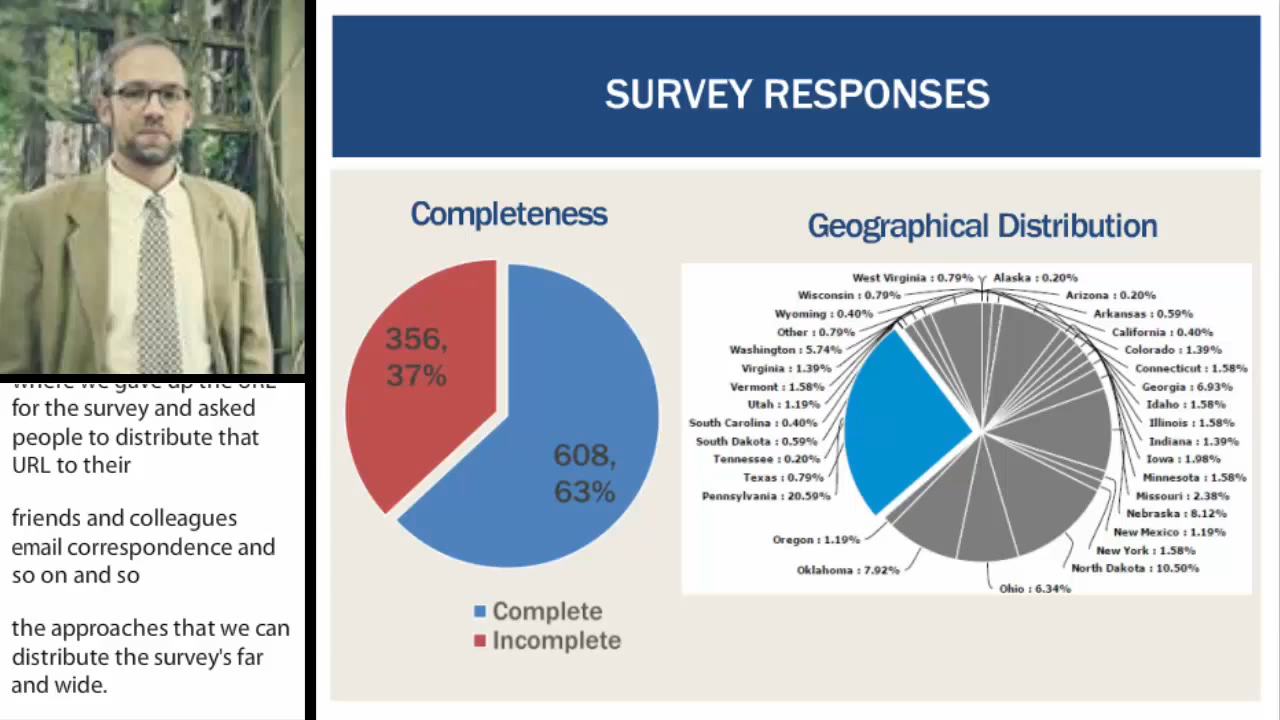 where we gave up the URL
for the survey and asked
people to distribute that
URL to their
friends and colleagues
email correspondence and
so on and so
the approaches that we can
distribute the survey's far
and wide.
SURVEY RESPONSES
Completeness
356,
37%
608,
63%
Complete
Incomplete
Geographical Distribution
West Virginia : 0.79%
Alaska : 0.20%
Wisconsin : 0.79%
Arizona : 0.20%
Wyoming : 0.40%
Arkansas : 0.59%
Other : 0.79%
California : 0.40%
Washington : 5.74%
Colorado : 1.39%
Virginia : 1.39%
Connecticut : 1.58%
Vermont : 1.58%
Georgia : 6.93%
Utah : 1.19%
Idaho : 1.58%
South Carolina : 0.40%
Illinois : 1.58%
South Dakota : 0.59%
Indiana : 1.39%
Tennessee : 0.20%
Iowa : 1.98%
Texas : 0.79%
Minnesota : 1.58%
Pennsylvania : 20.59%
Missouri : 2.38%
Nebraska : 8.12%
New Mexico : 1.19%
Oregon : 1.19%
New York : 1.58%
Oklahoma : 7.92%
North Dakota : 10.50%
Ohio : 6.34%